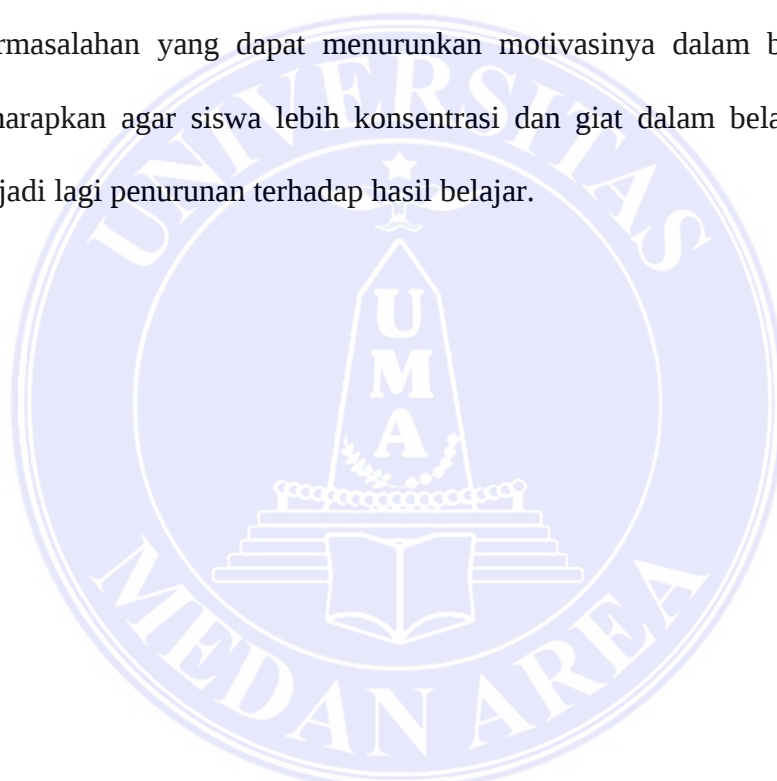 rmasalahan yang dapat menurunkan motivasinya dalam b
harapkan agar siswa lebih konsentrasi dan giat dalam bela
jadi lagi penurunan terhadap hasil belajar.
UNIVERSITAS
UMA
MEDAN AREA